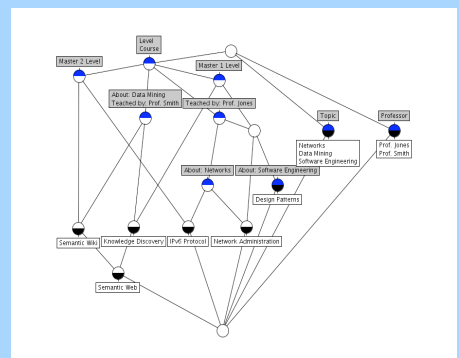 Level
Course
Master 2 Level
Master 1 Level
About: Data Mining
Teached by: Prof. Smith
Teached by: Prof. Jones
Topic
Professor
Networks
Data Mining
Software Engineering
Prof. Jones
Prof. Smith
About: Networks
About: Software Engineering
Design Patterns
Semantic Wiki
Knowledge Discovery
IPv6 Protocol
Network Administration
Semantic Web